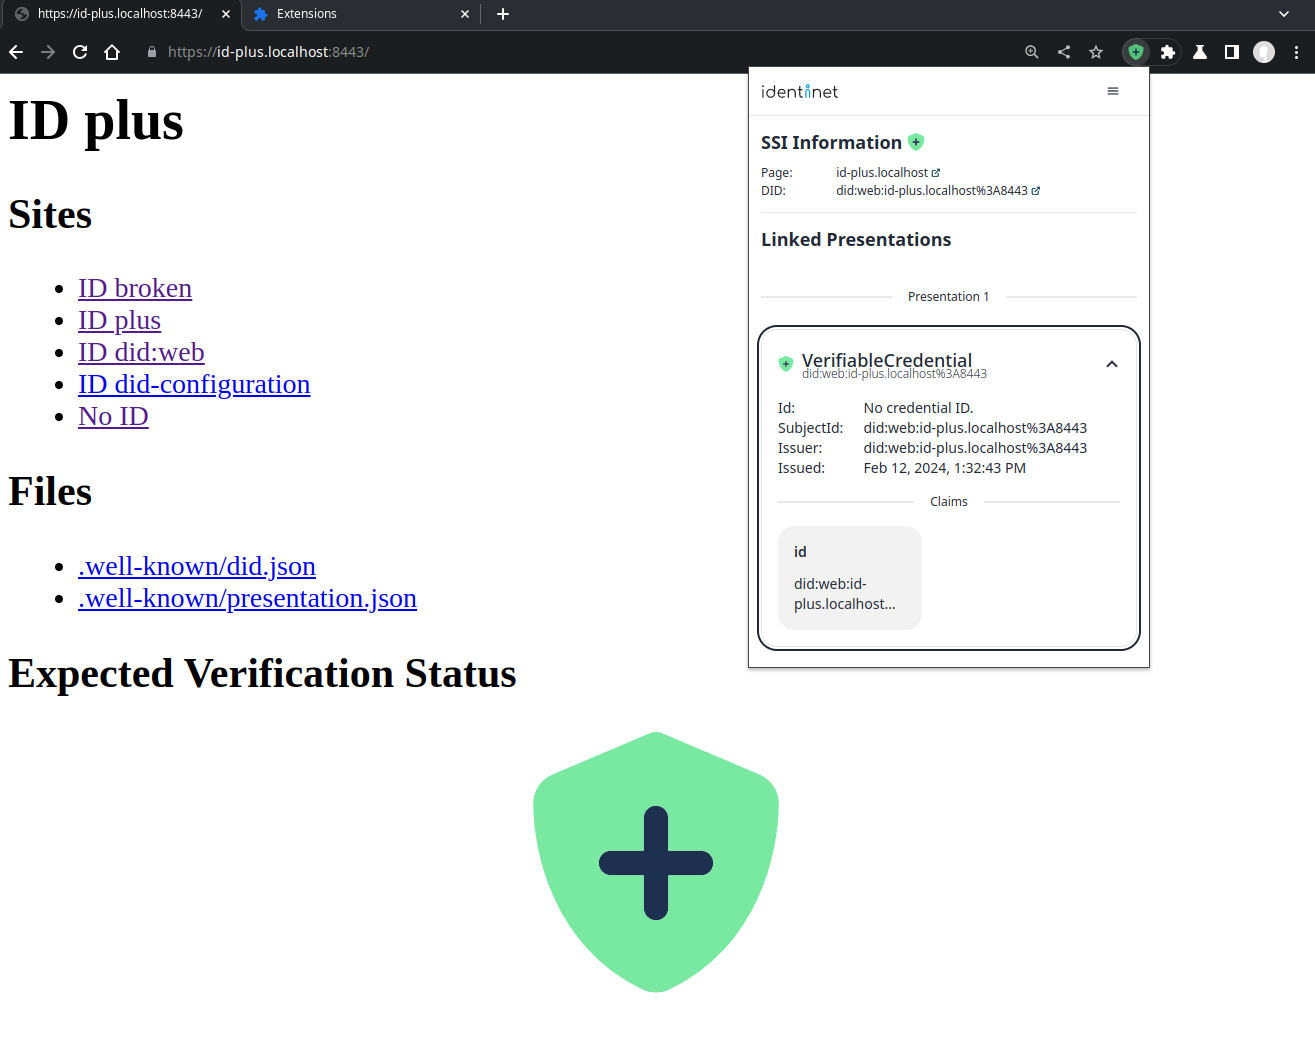 https://id-plus.localhost:8443/
Extensions
https://id-plus.localhost:8443/
ID plus
Sites
ID broken
ID plus
ID did:web
ID did-configuration
No ID
Files
.well-known/did.json
.well-known/presentation.json
Expected Verification Status
identinet
SSI Information
Page: id-plus.localhost
DID: did:web:id-plus.localhost%3A8443
Linked Presentations
Presentation 1
VerifiableCredential
did:web:id-plus.localhost%3A8443
Id: No credential ID.
SubjectId: did:web:id-plus.localhost%3A8443
Issuer: did:web:id-plus.localhost%3A8443
Issued: Feb 12, 2024, 1:32:43 PM
Claims
id
did:web:id-
plus.localhost...